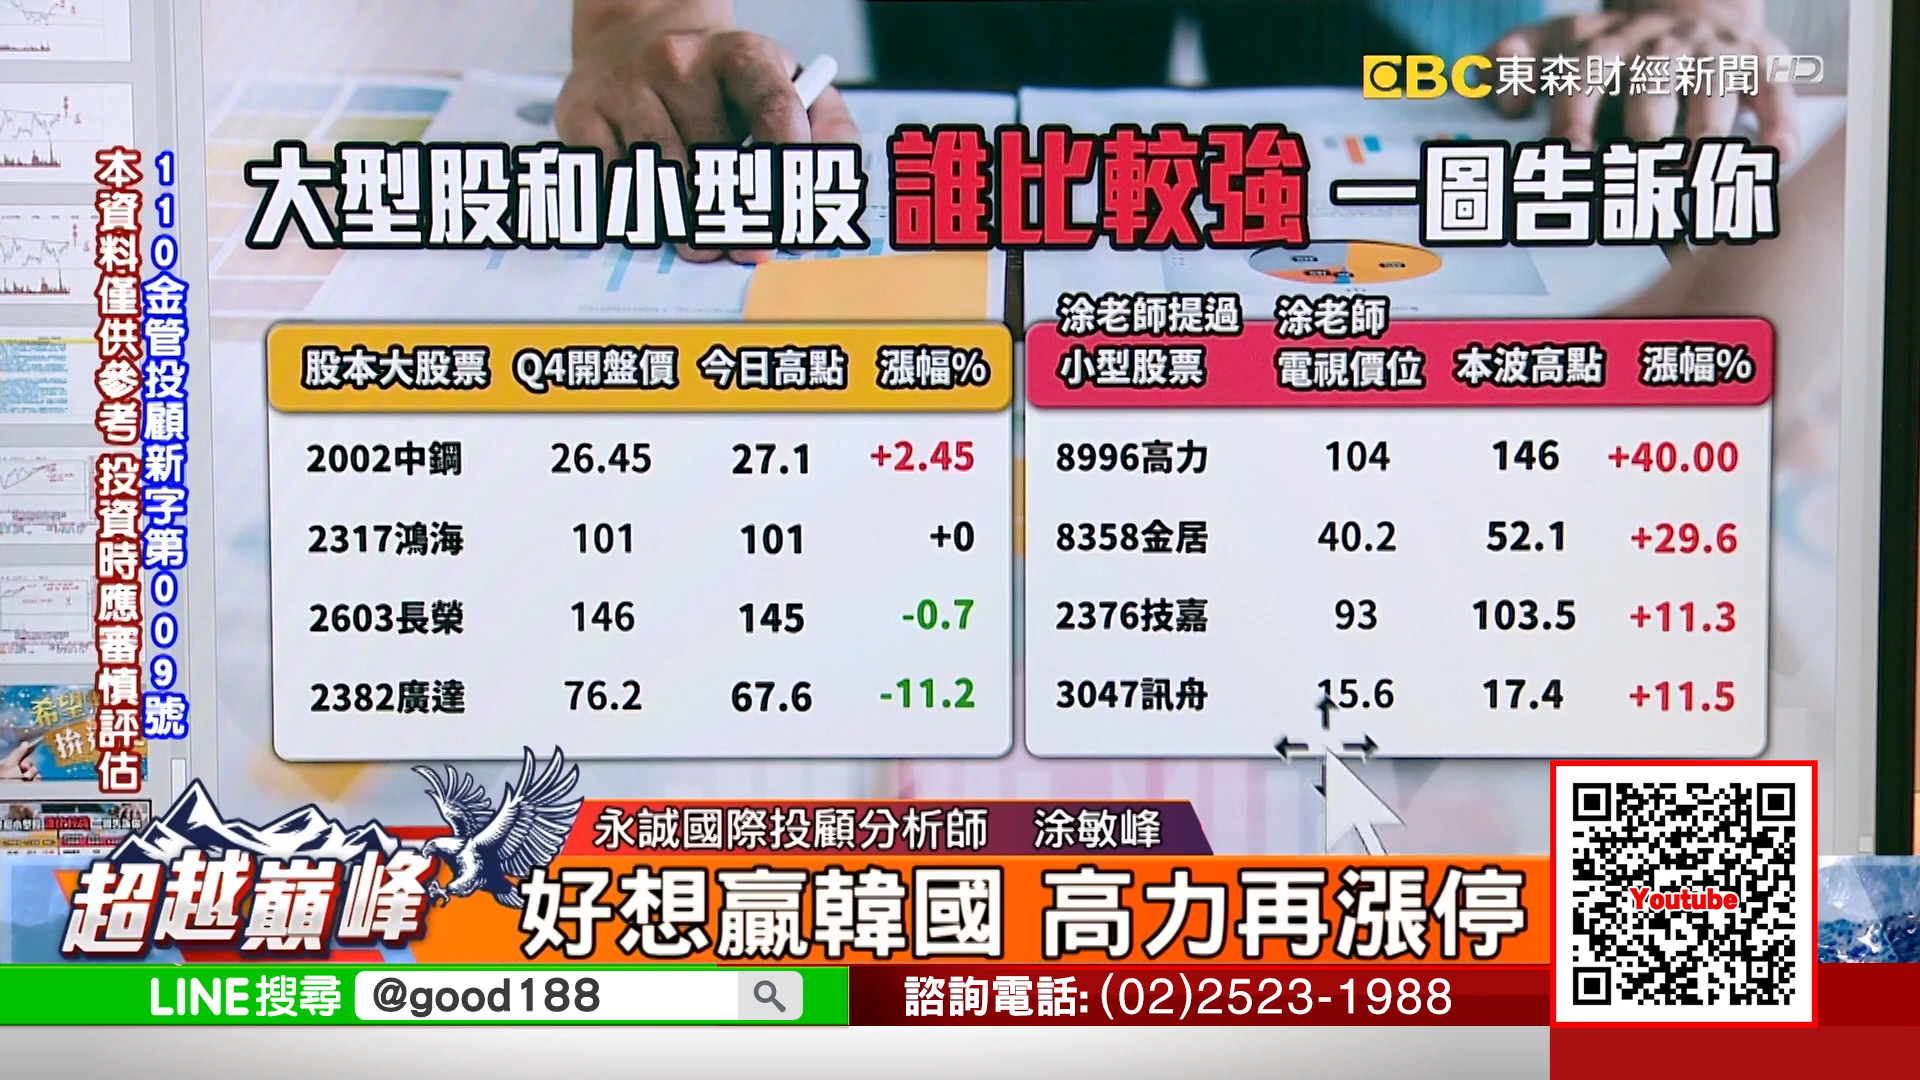 EBC東森財經新聞HD
大型股和小型股 誰比較強 一圖告訴你
110金管投顧新字第009號
本資料僅供參考 投資時應審慎評估
股本大股票 Q4開盤價 今日高點 漲幅%
2002中鋼 26.45 27.1 +2.45
2317鴻海 101 101 +0
2603長榮 146 145 -0.7
2382廣達 76.2 67.6 -11.2
涂老師提過 涂老師
小型股票 電視價位 本波高點 漲幅%
8996高力 104 146 +40.00
8358金居 40.2 52.1 +29.6
2376技嘉 93 103.5 +11.3
3047訊舟 15.6 17.4 +11.5
希望
拚
超越巔峰
永誠國際投顧分析師 涂敏峰
好想贏韓國 高力再漲停
Youtube
LINE搜尋 @good188
諮詢電話:(02)2523-1988